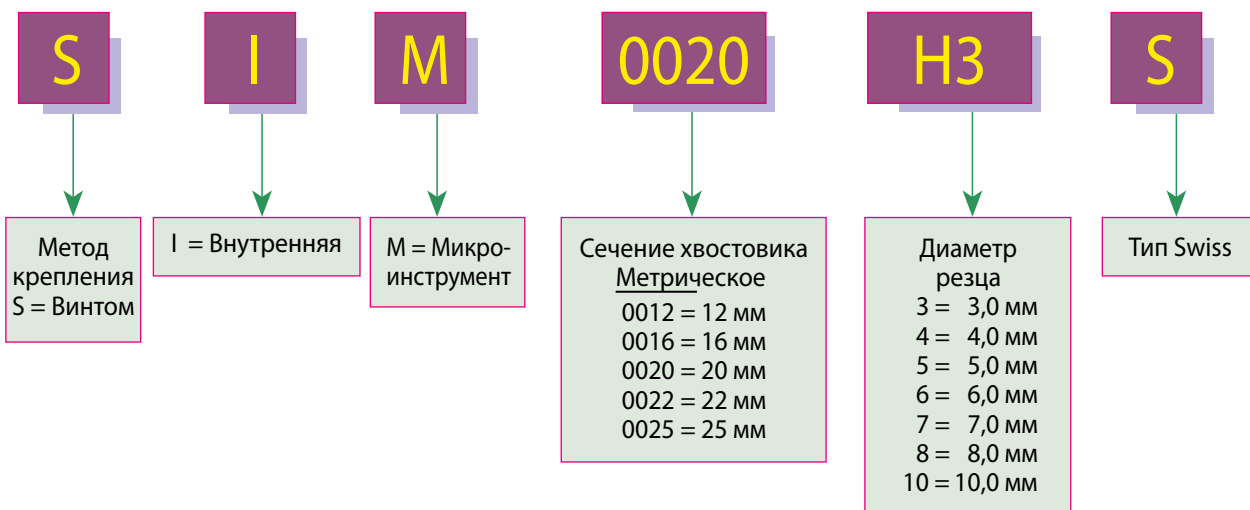 S I M 0020 H3 S
Метод
крепления
S = Винтом
I = Внутренняя
M = Микро-
инструмент
Сечение хвостовика
Метрическое
0012 = 12 мм
0016 = 16 мм
0020 = 20 мм
0022 = 22 мм
0025 = 25 мм
Диаметр
резца
3 = 3,0 мм
4 = 4,0 мм
5 = 5,0 мм
6 = 6,0 мм
7 = 7,0 мм
8 = 8,0 мм
10 = 10,0 мм
Тип Swiss